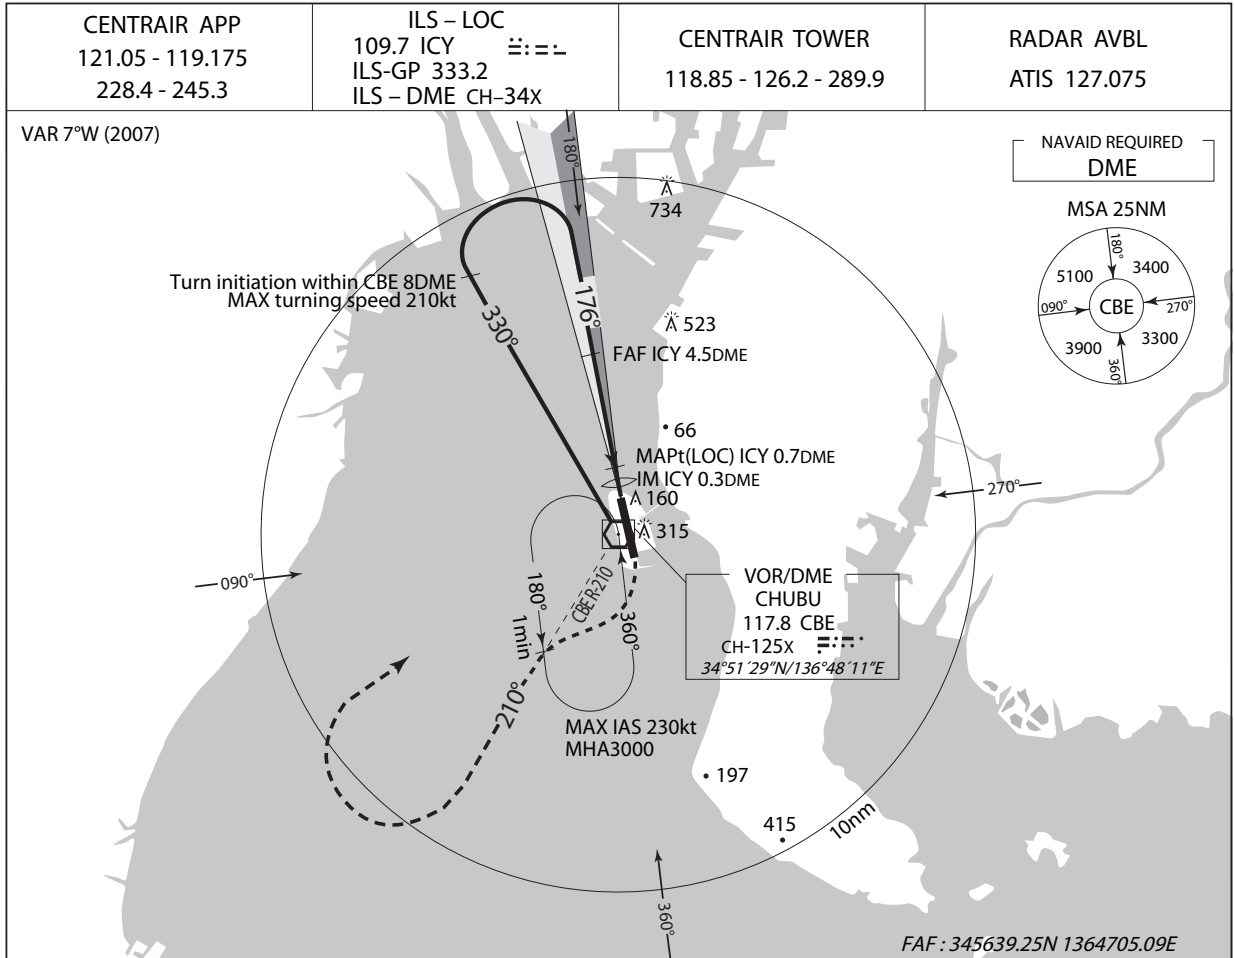 CENTRAIR APP
121.05 - 119.175
228.4 - 245.3
ILS – LOC
109.7 ICY
ILS-GP 333.2
ILS – DME CH–34X
CENTRAIR TOWER
118.85 - 126.2 - 289.9
RADAR AVBL
ATIS 127.075
VAR 7°W (2007)
NAVAID REQUIRED
DME
MSA 25NM
180°
5100
3400
090°
CBE
270°
3900
3300
360°
180°
734
Turn initiation within CBE 8DME
MAX turning speed 210kt
330°
176°
523
FAF ICY 4.5DME
66
MAPt(LOC) ICY 0.7DME
IM ICY 0.3DME
160
315
270°
090°
180°
1min
CBE R-210
360°
VOR/DME
CHUBU
117.8 CBE
CH-125X
34°51´29”N/136°48´11”E
210°
MAX IAS 230kt
MHA3000
197
415
10nm
360°
FAF : 345639.25N 1364705.09E